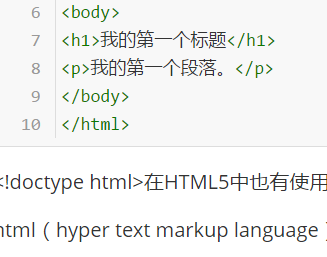 6 <body>
7 <h1>我的第一个标题</h1>
8 <p>我的第一个段落。</p>
9 </body>
10 </html>
<!doctype html>在HTML5中也有使用
html（hyper text markup language）